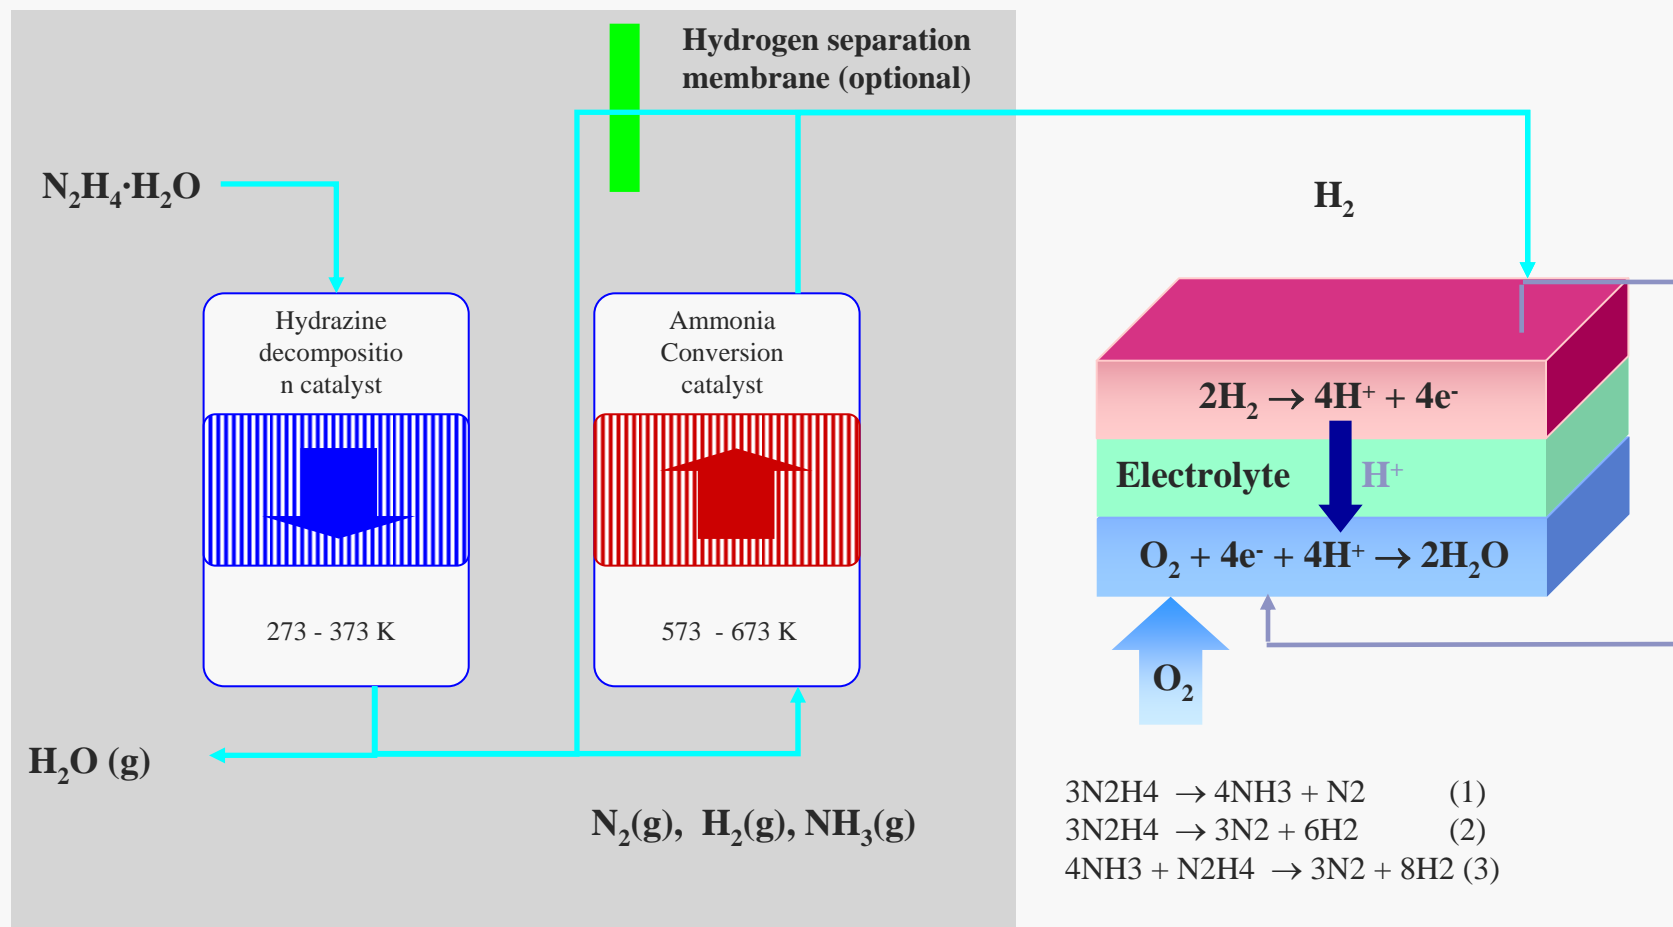 Hydrogen separation
membrane (optional)
N₂H₄·H₂O
H₂
Hydrazine
decompositio
n catalyst
Ammonia
Conversion
catalyst
2H₂ → 4H⁺ + 4e⁻
Electrolyte
H⁺
O₂ + 4e⁻ + 4H⁺ → 2H₂O
273 - 373 K
573 - 673 K
O₂
H₂O (g)
N₂(g), H₂(g), NH₃(g)
3N2H4 → 4NH3 + N2 (1)
3N2H4 → 3N2 + 6H2 (2)
4NH3 + N2H4 → 3N2 + 8H2 (3)